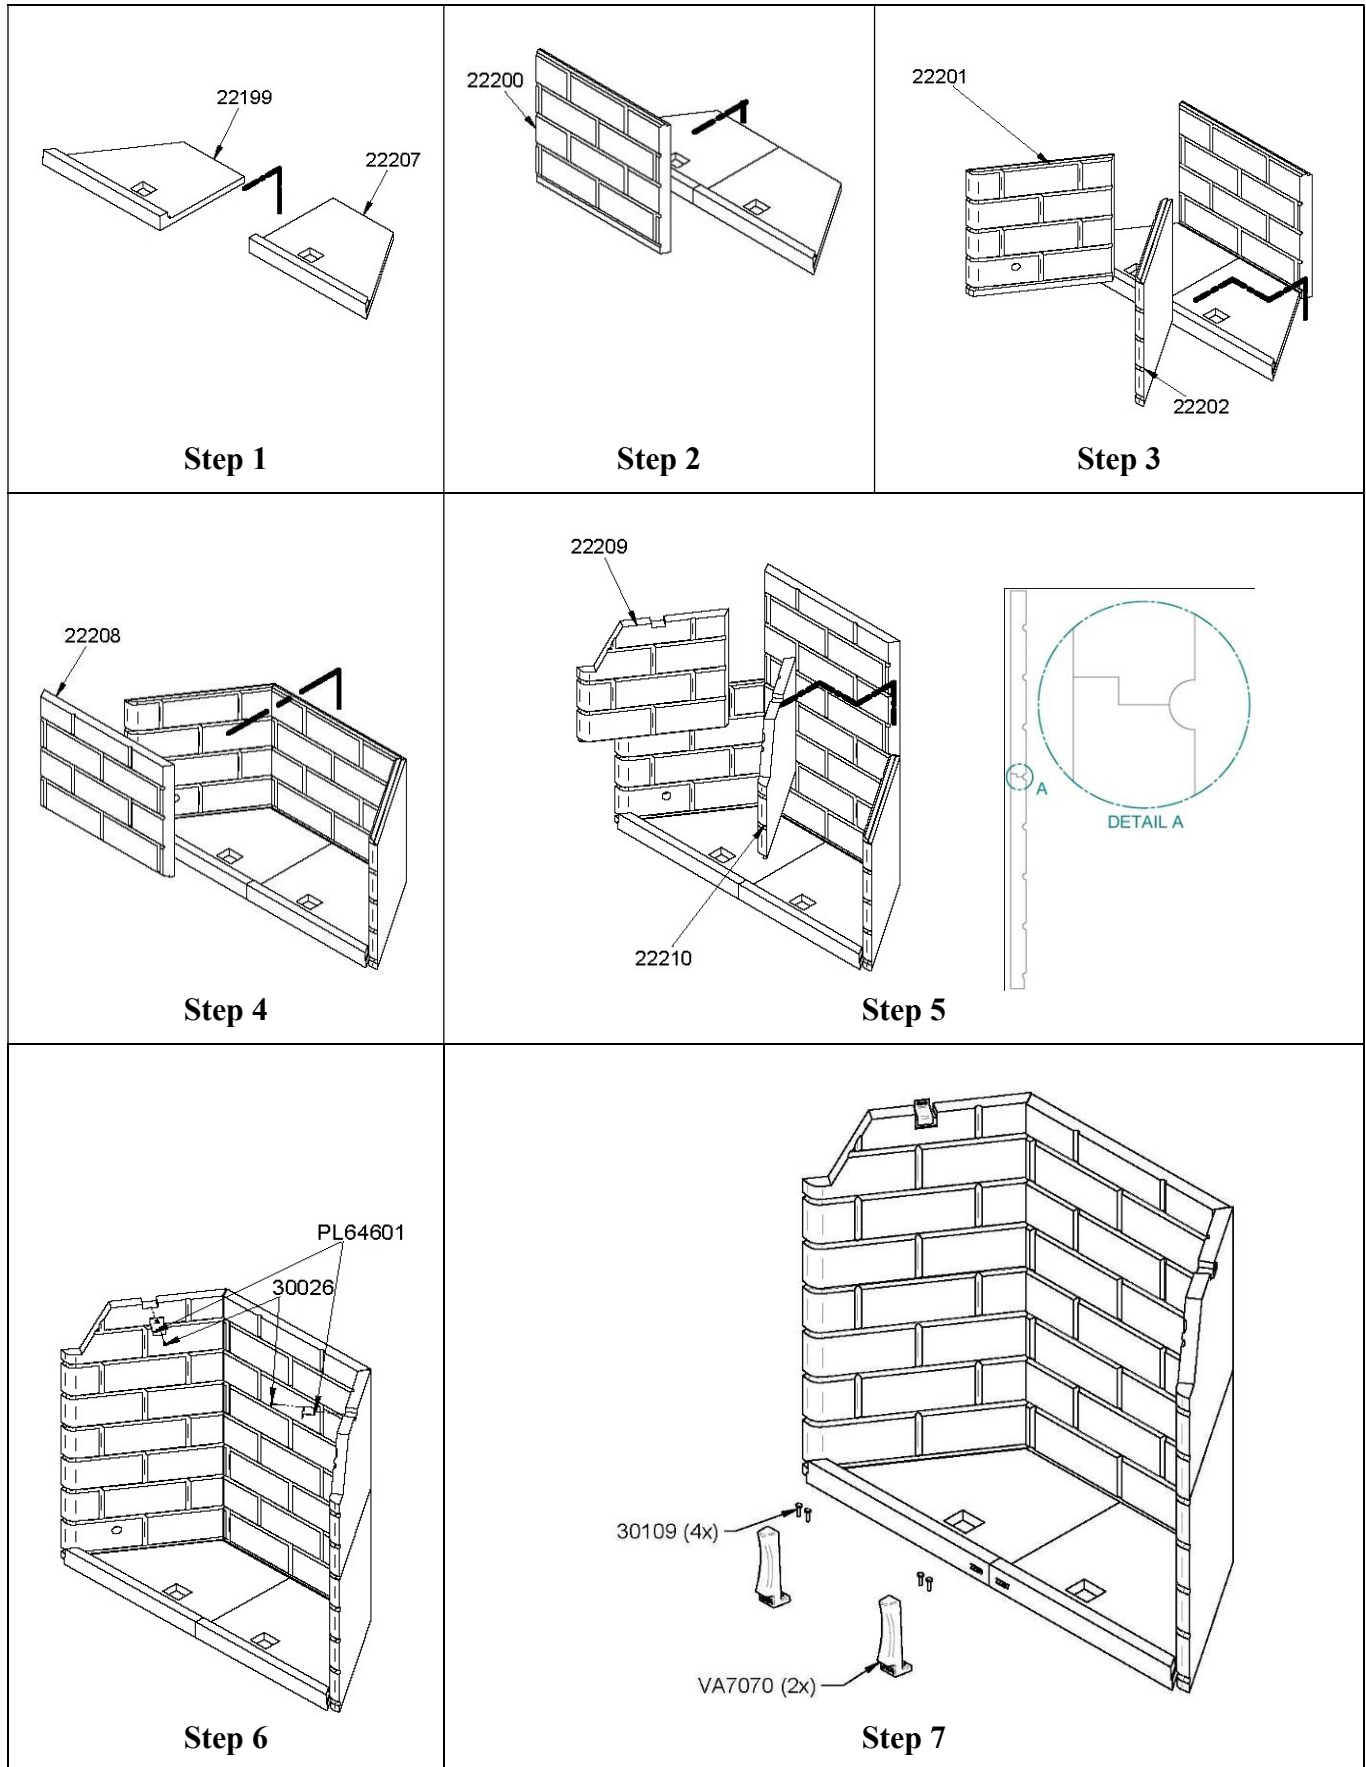 22199
22207
Step 1
22200
Step 2
22201
22202
Step 3
22208
Step 4
22209
22210
A
DETAIL A
Step 5
PL64601
30026
Step 6
30109 (4x)
VA7070 (2x)
Step 7